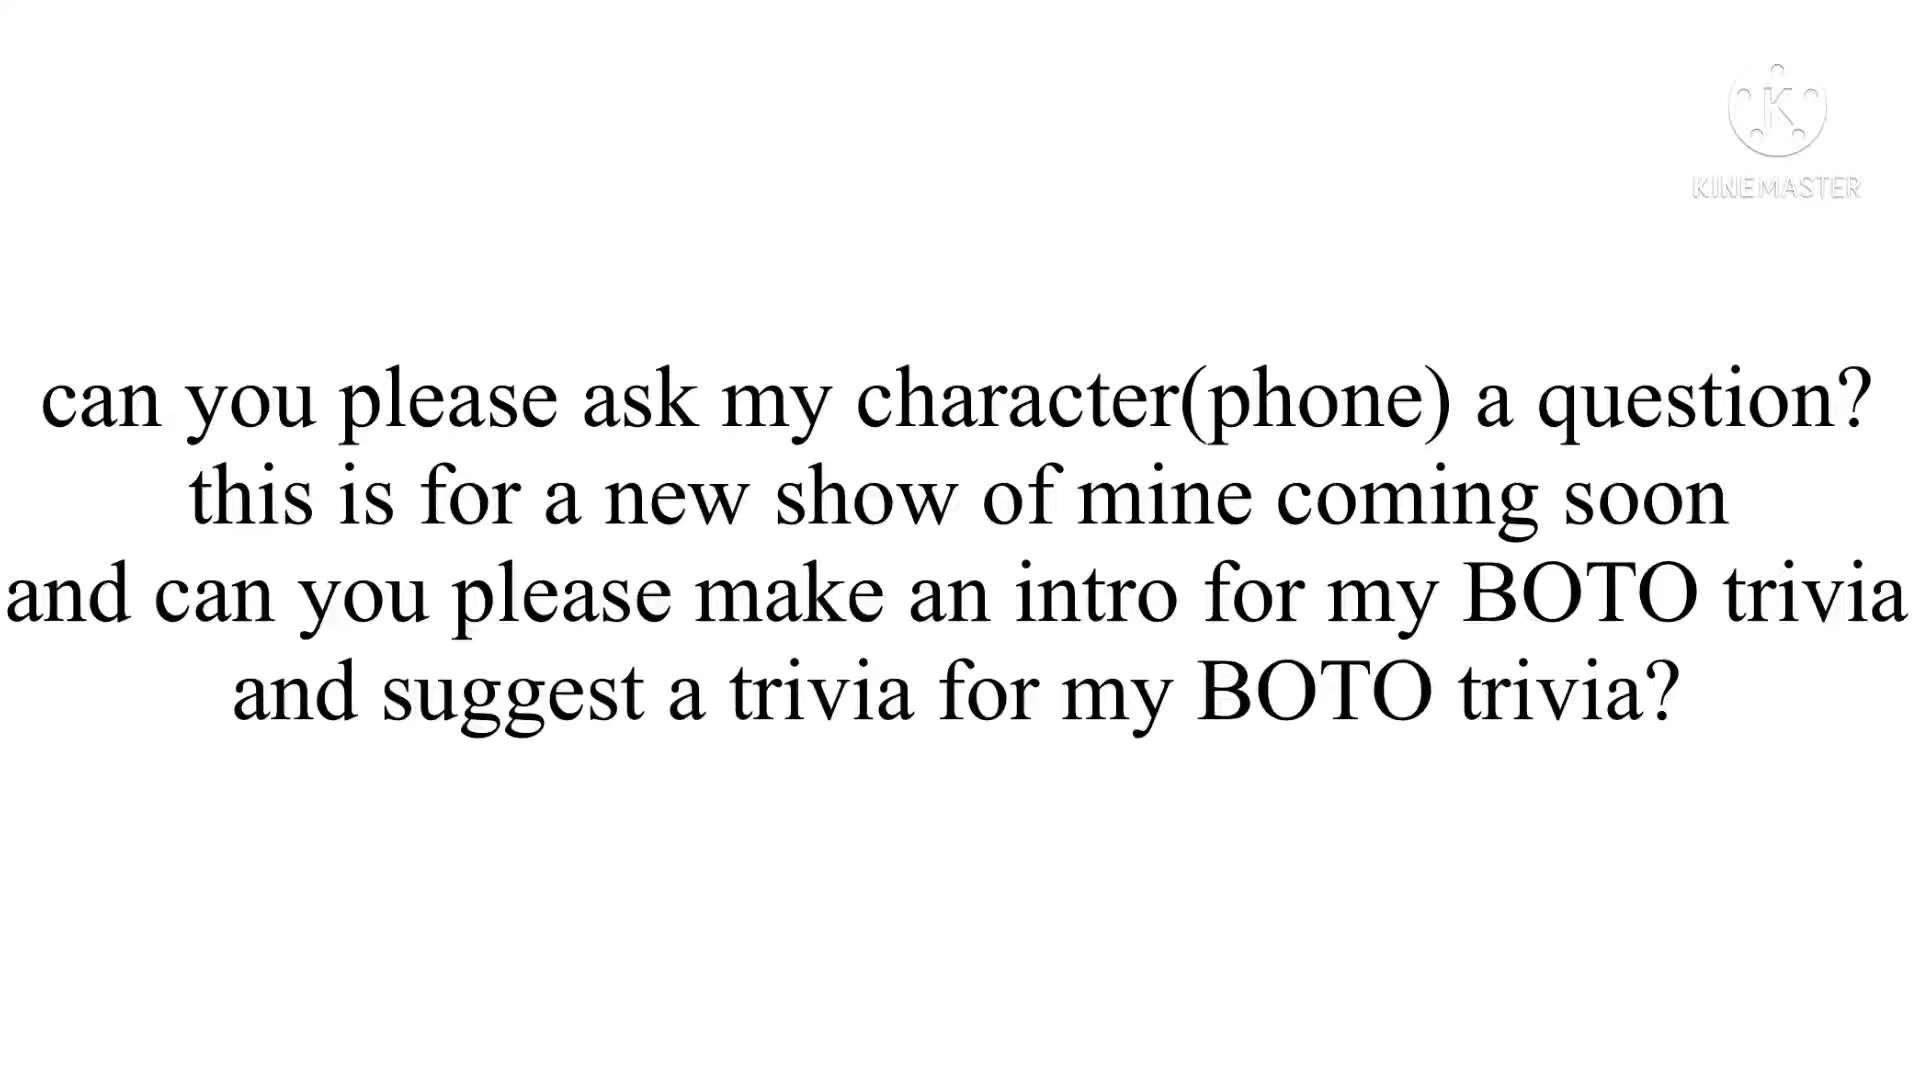 KINEMASTER
can you please ask my character(phone) a question?
this is for a new show of mine coming soon
and can you please make an intro for my BOTO trivia
and suggest a trivia for my BOTO trivia?